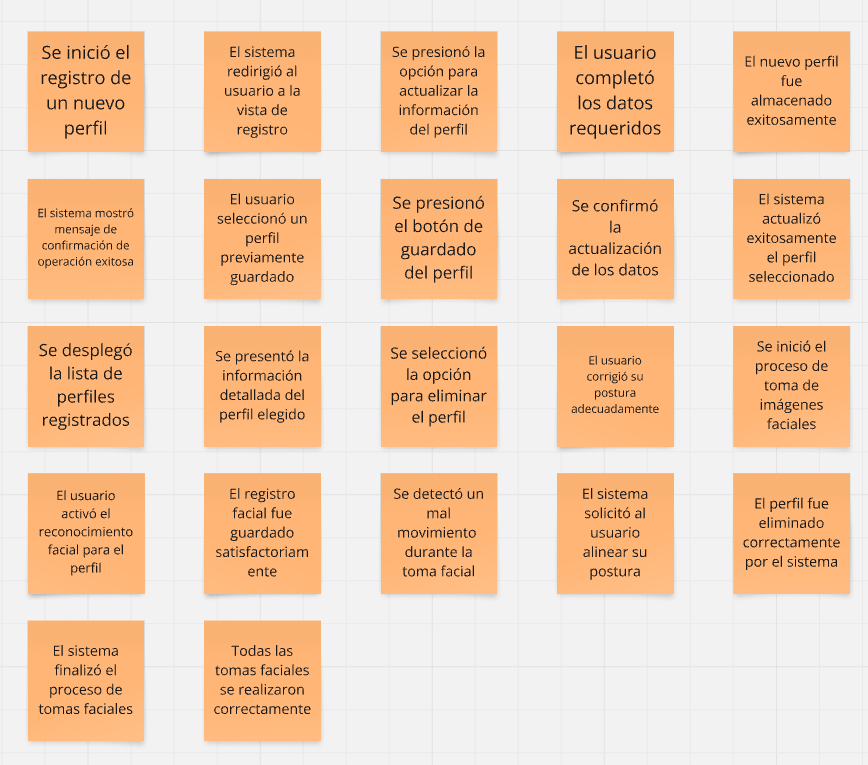 Se inició el
registro de
un nuevo
perfil
El sistema
redirigió al
usuario a la
vista de
registro
Se presionó la
opción para
actualizar la
información
del perfil
El usuario
completó
los datos
requeridos
El nuevo perfil
fue
almacenado
exitosamente
El sistema mostró
mensaje de
confirmación de
operación exitosa
El usuario
seleccionó un
perfil
previamente
guardado
Se presionó
el botón de
guardado
del perfil
Se confirmó
la
actualización
de los datos
El sistema
actualizó
exitosamente
el perfil
seleccionado
Se desplegó
la lista de
perfiles
registrados
Se presentó la
información
detallada del
perfil elegido
Se seleccionó
la opción
para eliminar
el perfil
El usuario
corrigió su
postura
adecuadamente
Se inició el
proceso de
toma de
imágenes
faciales
El usuario
activó el
reconocimiento
facial para el
perfil
El registro
facial fue
guardado
satisfactoriam
ente
Se detectó un
mal
movimiento
durante la
toma facial
El sistema
solicitó al
usuario
alinear su
postura
El perfil fue
eliminado
correctamente
por el sistema
El sistema
finalizó el
proceso de
tomas faciales
Todas las
tomas faciales
se realizaron
correctamente